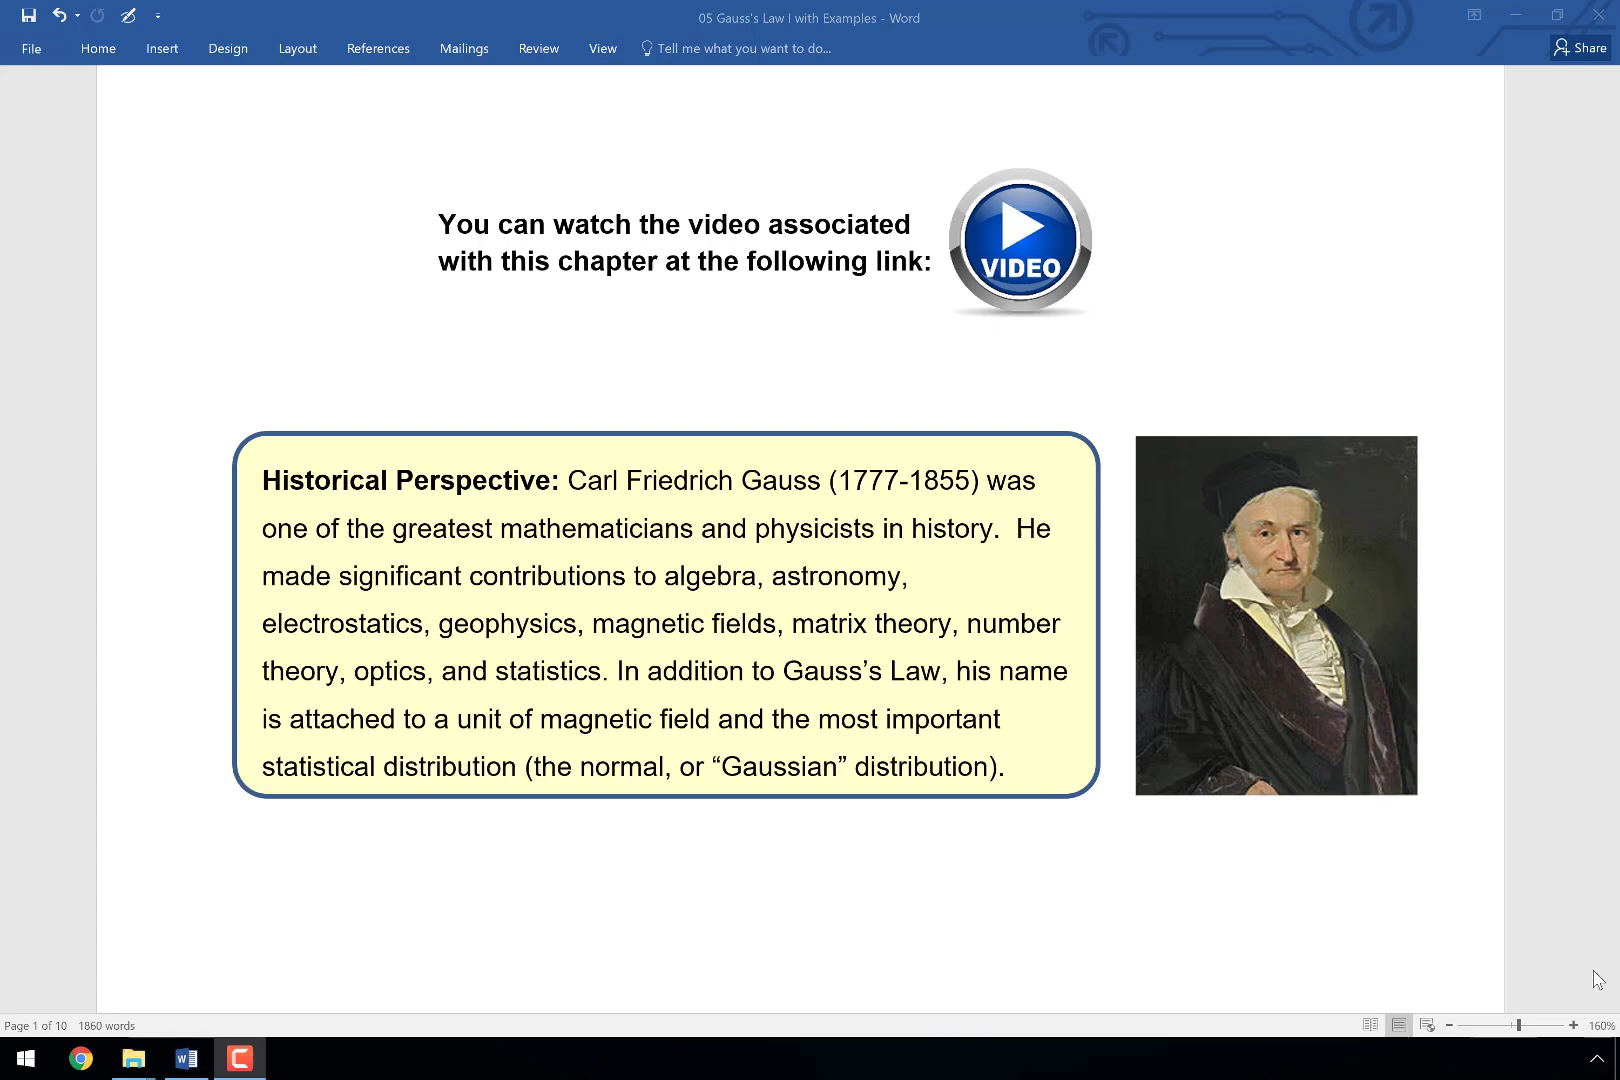 05 Gauss's Law I with Examples - Word
File Home Insert Design Layout References Mailings Review View Tell me what you want to do... Share
You can watch the video associated
with this chapter at the following link:
VIDEO
Historical Perspective: Carl Friedrich Gauss (1777-1855) was
one of the greatest mathematicians and physicists in history.  He
made significant contributions to algebra, astronomy,
electrostatics, geophysics, magnetic fields, matrix theory, number
theory, optics, and statistics. In addition to Gauss’s Law, his name
is attached to a unit of magnetic field and the most important
statistical distribution (the normal, or “Gaussian” distribution).
Page 1 of 10 1860 words 160%